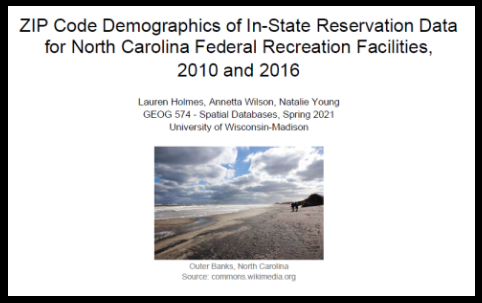 ZIP Code Demographics of In-State Reservation Data
for North Carolina Federal Recreation Facilities,
2010 and 2016
Lauren Holmes, Annetta Wilson, Natalie Young
GEOG 574 - Spatial Databases, Spring 2021
University of Wisconsin-Madison
Outer Banks, North Carolina
Source: commons.wikimedia.org